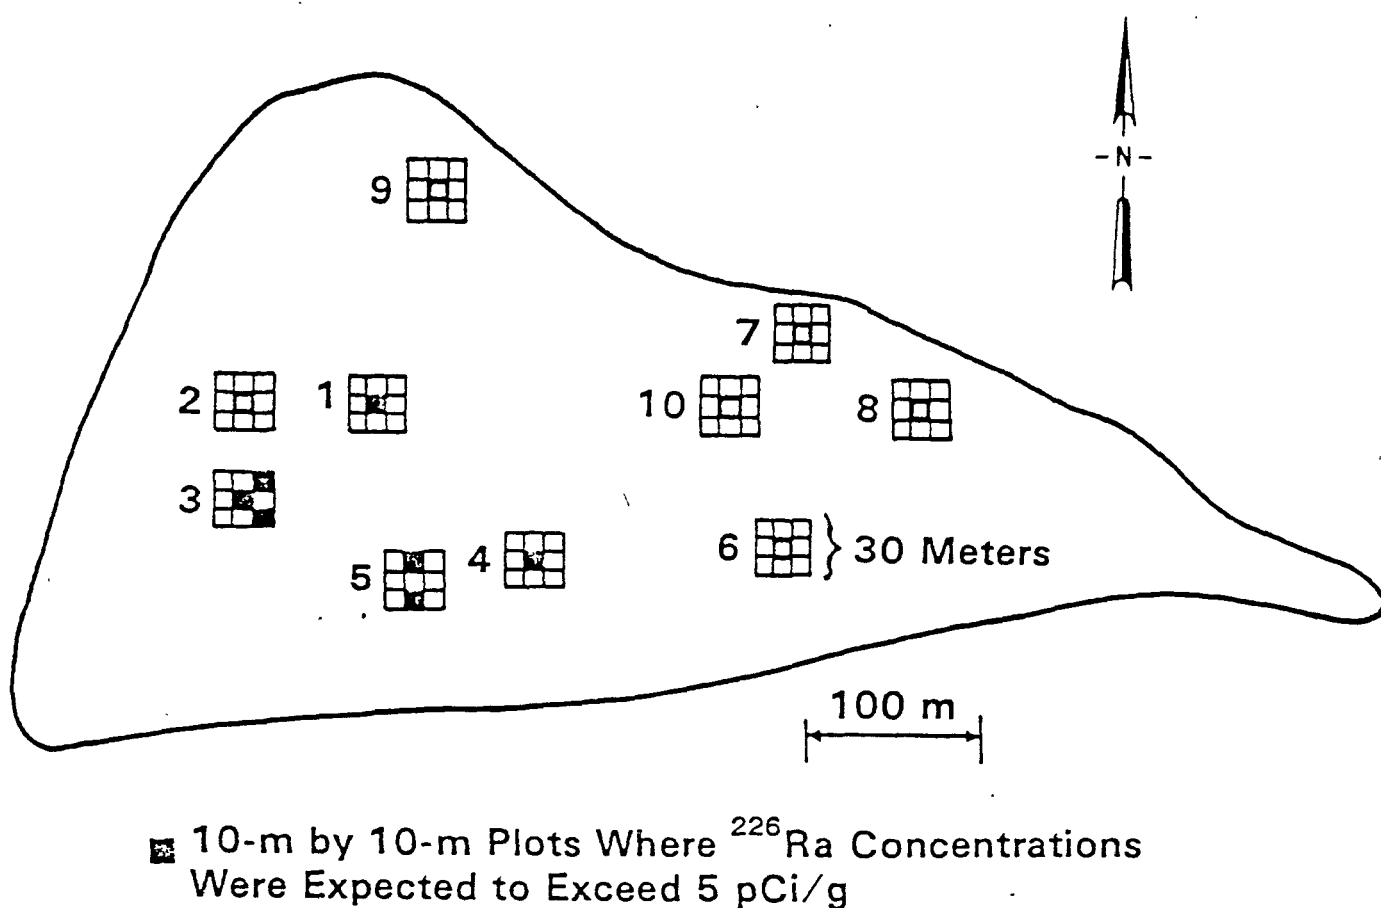 -N-
9
7
2
1
10
8
3
5
4
6
30 Meters
100 m
10-m by 10-m Plots Where ²²⁶Ra Concentrations
Were Expected to Exceed 5 pCi/g